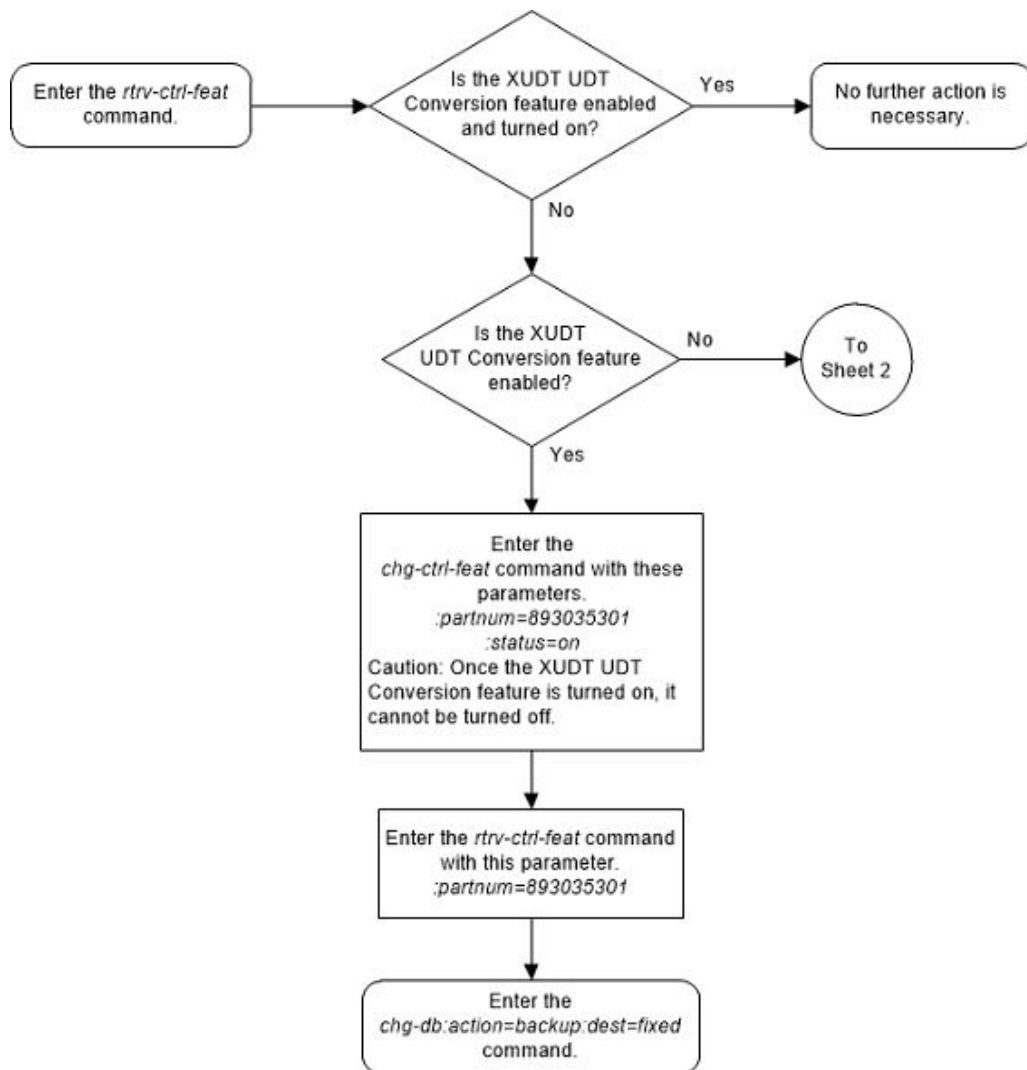 Enter the rtrv-ctrl-feat
command.
Is the XUDT UDT
Conversion feature enabled
and turned on?
Yes
No further action is
necessary.
No
Is the XUDT
UDT Conversion feature
enabled?
No
To
Sheet 2
Yes
Enter the
chg-ctrl-feat command with these
parameters.
:partnum=893035301
:status=on
Caution: Once the XUDT UDT
Conversion feature is turned on, it
cannot be turned off.
Enter the rtrv-ctrl-feat command
with this parameter.
:partnum=893035301
Enter the
chg-db:action=backup:dest=fixed
command.